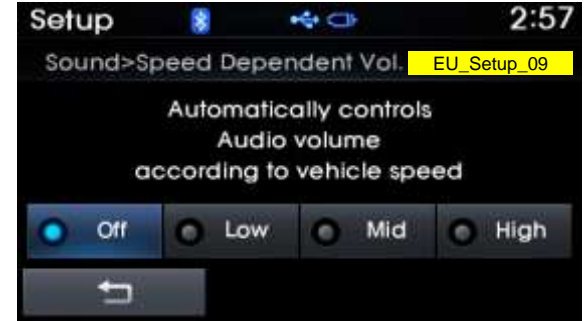 Setup 2:57
Sound>Speed Dependent Vol. EU_Setup_09
Automatically controls
Audio volume
according to vehicle speed
Off Low Mid High